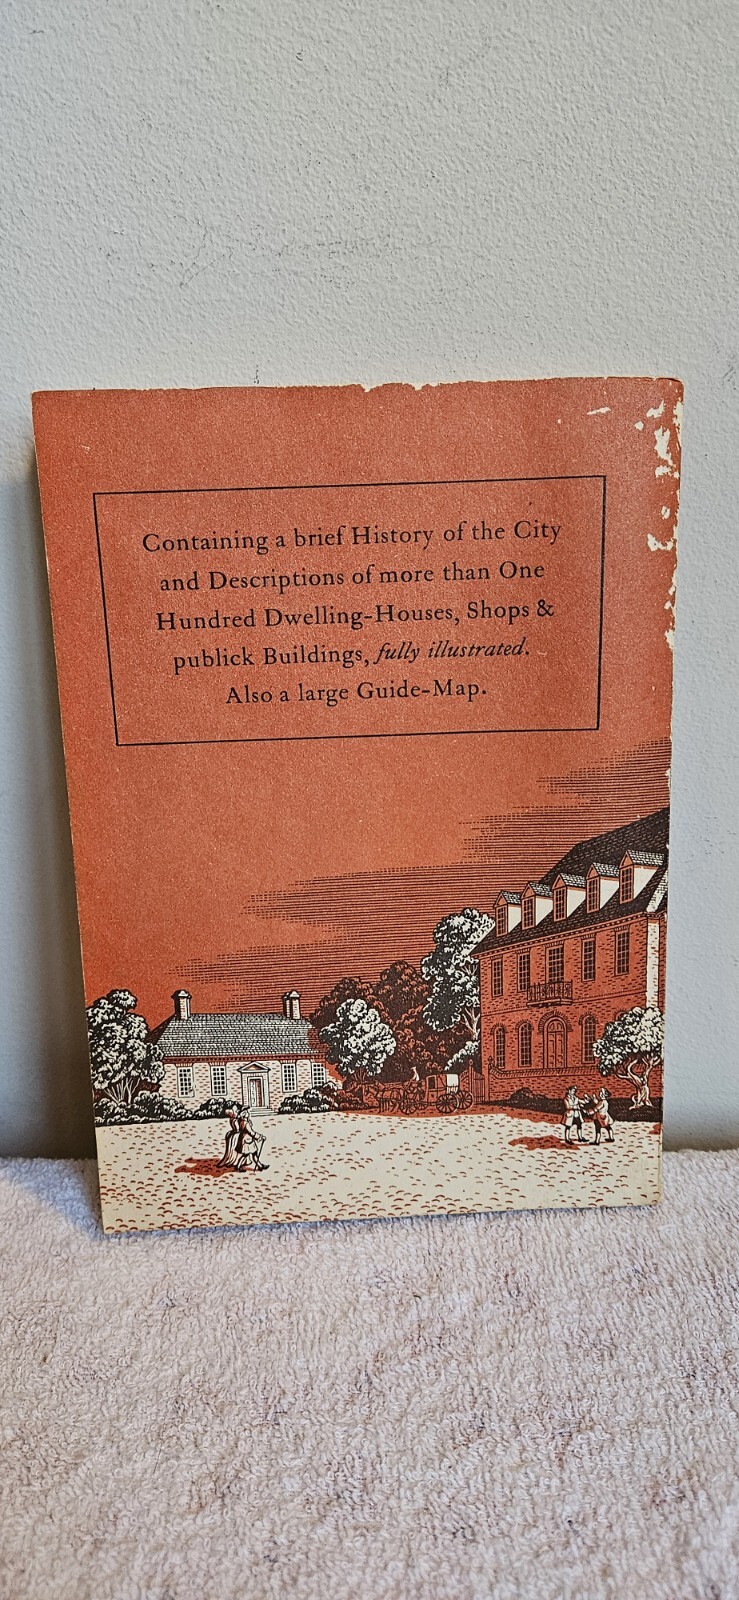 Containing a brief History of the City
and Descriptions of more than One
Hundred Dwelling-Houses, Shops &
publick Buildings, fully illustrated.
Also a large Guide-Map.